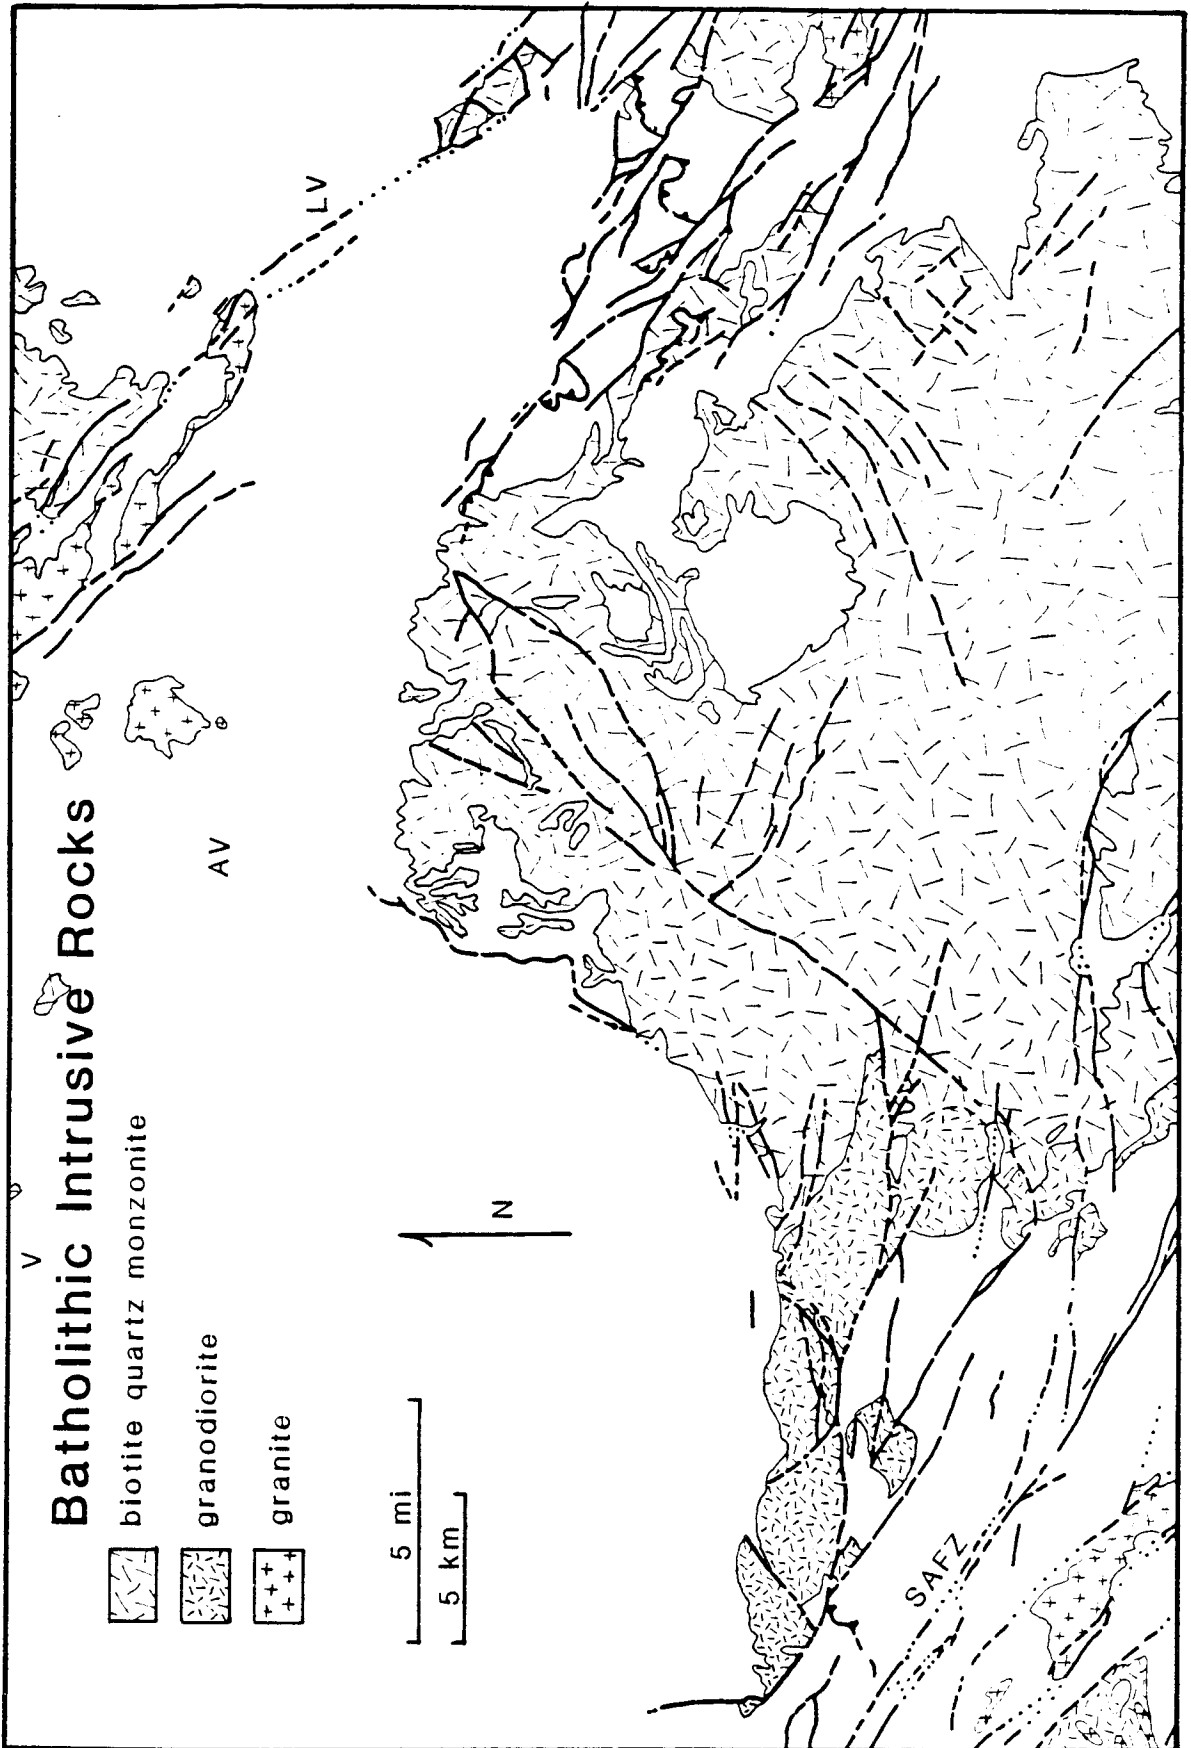 Batholithic Intrusive Rocks
biotite quartz monzonite
granodiorite
granite
5 mi
5 km
N
V
AV
LV
SAFZ